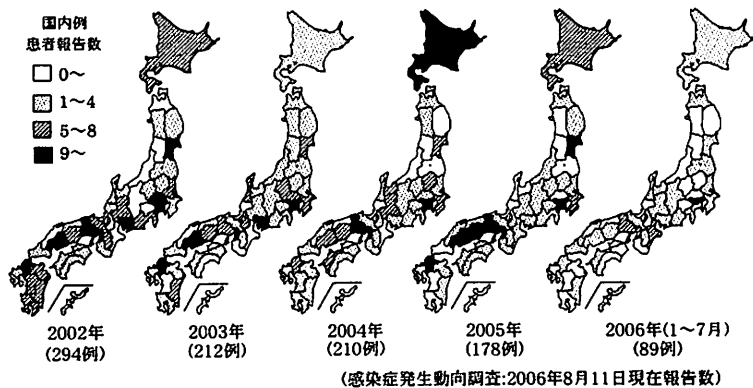 国内例
患者報告数
0～
1～4
5～8
9～
2002年
(294例)
2003年
(212例)
2004年
(210例)
2005年
(178例)
2006年(1～7月)
(89例)
(感染症発生動向調査:2006年8月11日現在報告数)